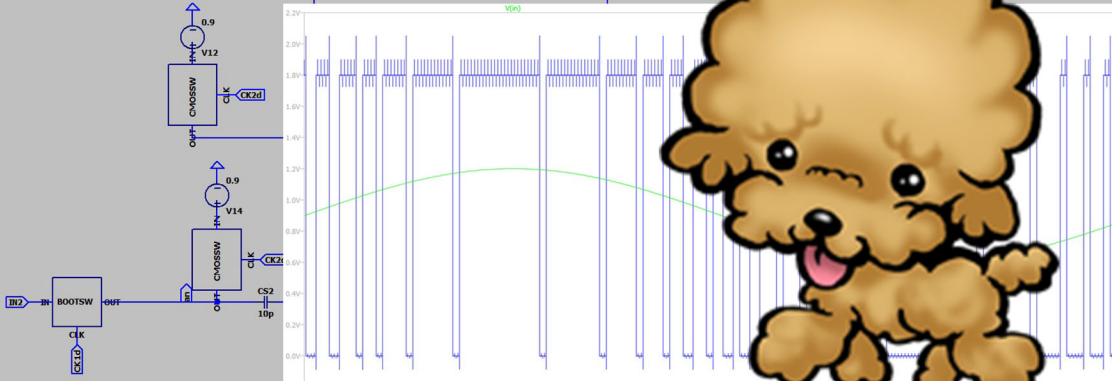 0.9
IN
V12
CMOSSW
CLK
CK2d
OUT
0.9
V14
IN
CMOSSW
CLK
OUT
CS2
10p
IN2
IN
BOOTSW
OUT
CLK
CK1d
V(in)
2.2V
2.0V
1.8V
1.6V
1.4V
1.2V
1.0V
0.8V
0.6V
0.4V
0.2V
0.0V